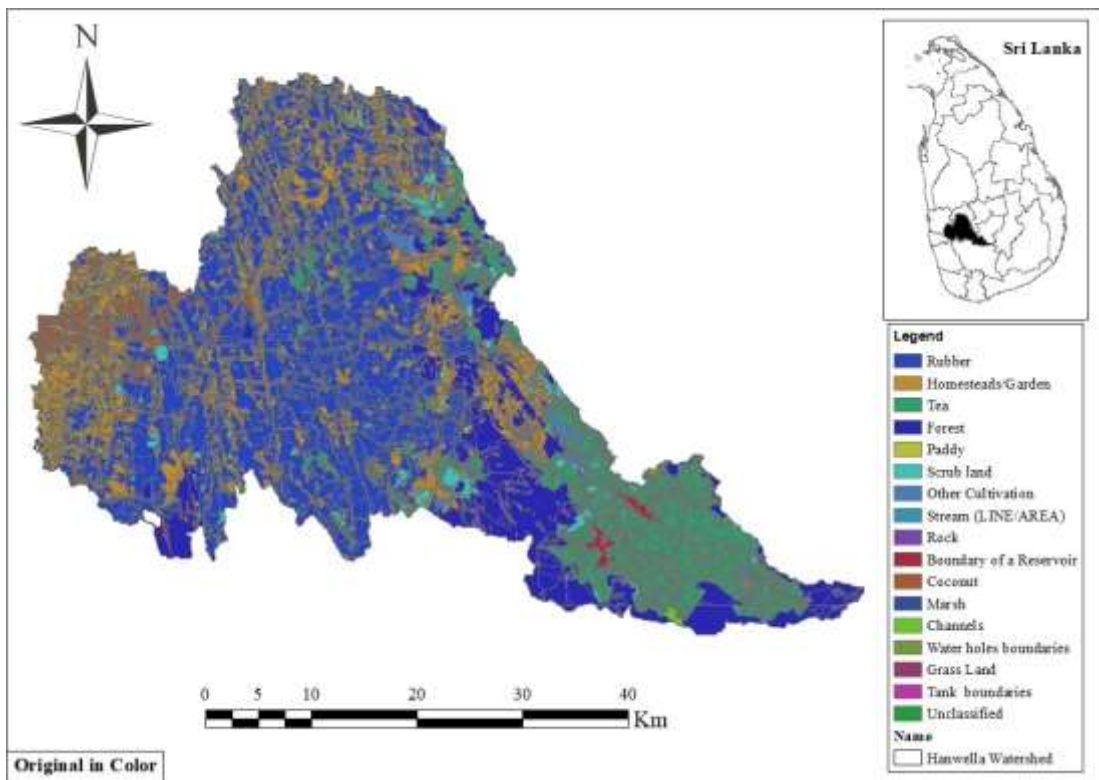 N
Sri Lanka
Legend
Rubber
Homesteads/Garden
Tea
Forest
Paddy
Scrub land
Other Cultivation
Stream (LINE/AREA)
Rock
Boundary of a Reservoir
Coconut
Marsh
Channels
Water holes boundaries
Grass Land
Tank boundaries
Unclassified
Name
Hanwella Watershed
0 5 10 20 30 40
Km
Original in Color